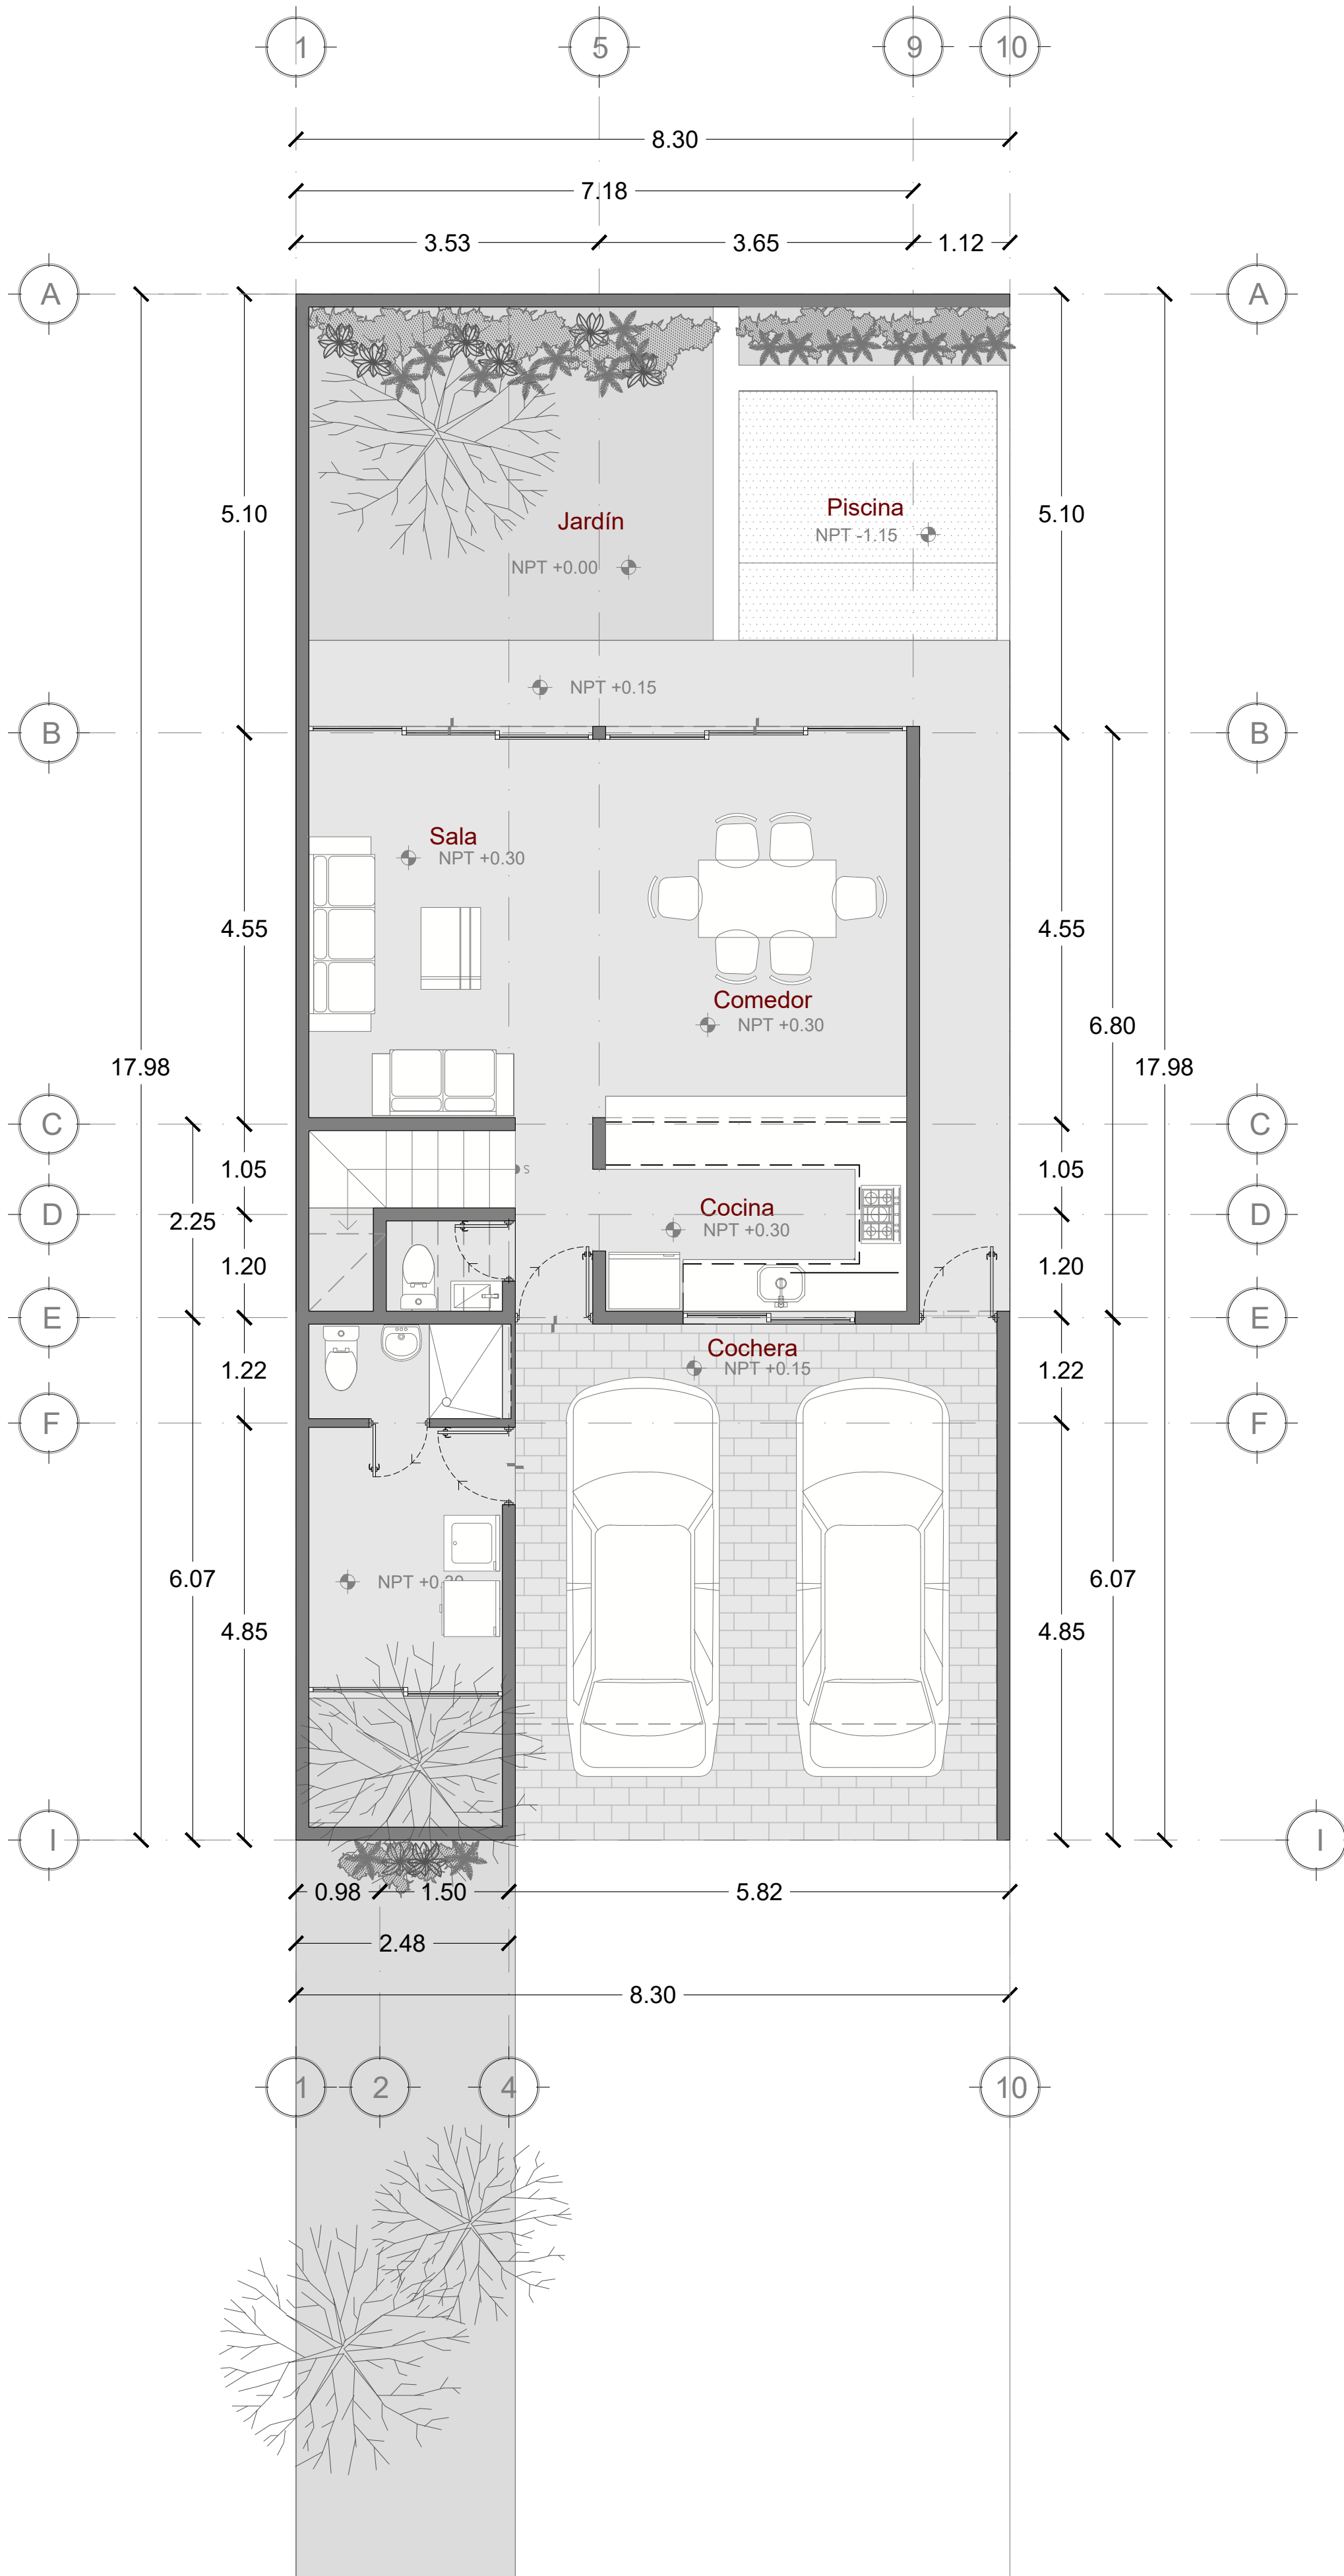 1 5 9 10
8.30
7.18
3.53 3.65 1.12
A A
5.10 5.10
Piscina
Jardín
NPT -1.15
NPT +0.00
NPT +0.15
B B
Sala
NPT +0.30
4.55 4.55
Comedor
NPT +0.30
6.80
17.98 17.98
C C
1.05 1.05
S
Cocina
NPT +0.30
D D
2.25
1.20 1.20
E E
Cochera
NPT +0.15
1.22 1.22
F F
6.07 6.07
NPT
4.85 4.85
I I
0.98 1.50 5.82
2.48
8.30
1 2 4 10